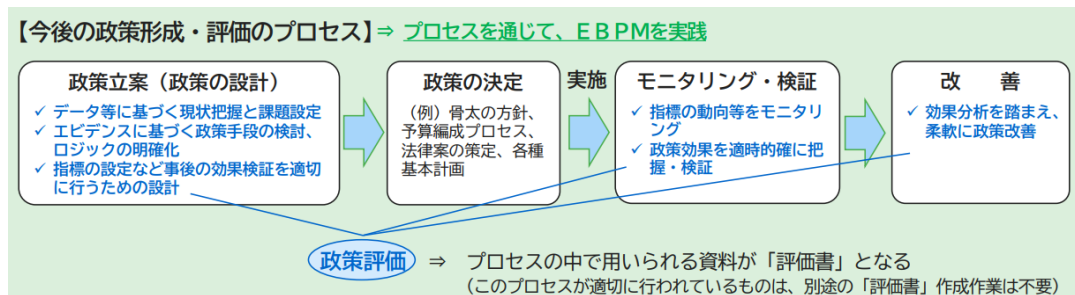 【今後の政策形成・評価のプロセス】⇒ プロセスを通じて、ＥＢＰＭを実践
政策立案（政策の設計）
✓ データ等に基づく現状把握と課題設定
✓ エビデンスに基づく政策手段の検討、
ロジックの明確化
✓ 指標の設定など事後の効果検証を適切
に行うための設計
政策の決定
（例）骨太の方針、
予算編成プロセス、
法律案の策定、各種
基本計画
実施
モニタリング・検証
✓ 指標の動向等をモニタ
リング
✓ 政策効果を適時的確に把
握・検証
改　善
✓ 効果分析を踏まえ、
柔軟に政策改善
政策評価 ⇒ プロセスの中で用いられる資料が「評価書」となる
（このプロセスが適切に行われているものは、別途の「評価書」作成作業は不要）